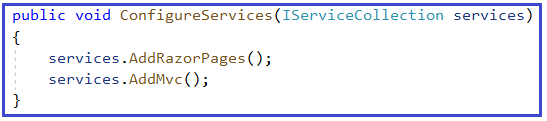 public void ConfigureServices(IServiceCollection services)
{
    services.AddRazorPages();
    services.AddMvc();
}